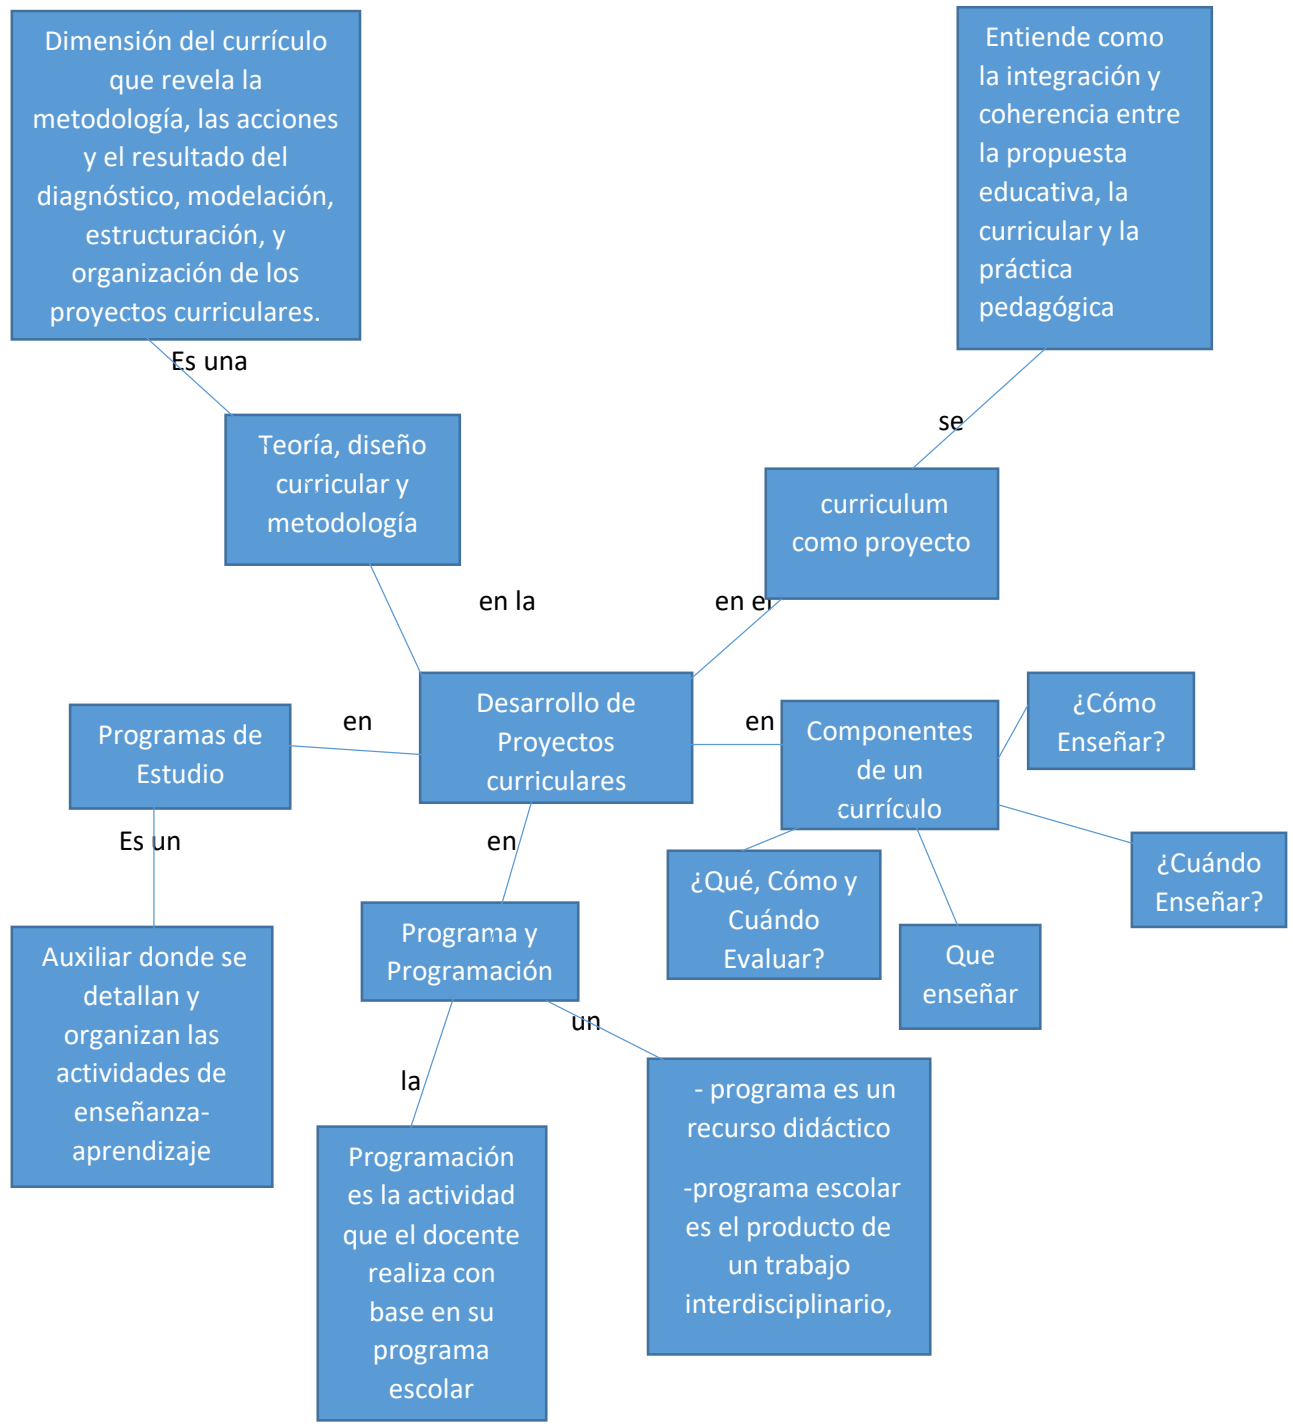 Dimensión del currículo
que revela la
metodología, las acciones
y el resultado del
diagnóstico, modelación,
estructuración, y
organización de los
proyectos curriculares.
Entiende como
la integración y
coherencia entre
la propuesta
educativa, la
curricular y la
práctica
pedagógica
Es una
se
Teoría, diseño
curricular y
metodología
curriculum
como proyecto
en la
en el
Desarrollo de
Proyectos
curriculares
en
Programas de
Estudio
en
Componentes
de un
currículo
¿Cómo
Enseñar?
Es un
en
¿Qué, Cómo y
Cuándo
Evaluar?
Que
enseñar
¿Cuándo
Enseñar?
Auxiliar donde se
detallan y
organizan las
actividades de
enseñanza-
aprendizaje
Programa y
Programación
la
un
Programación
es la actividad
que el docente
realiza con
base en su
programa
escolar
- programa es un
recurso didáctico
-programa escolar
es el producto de
un trabajo
interdisciplinario,